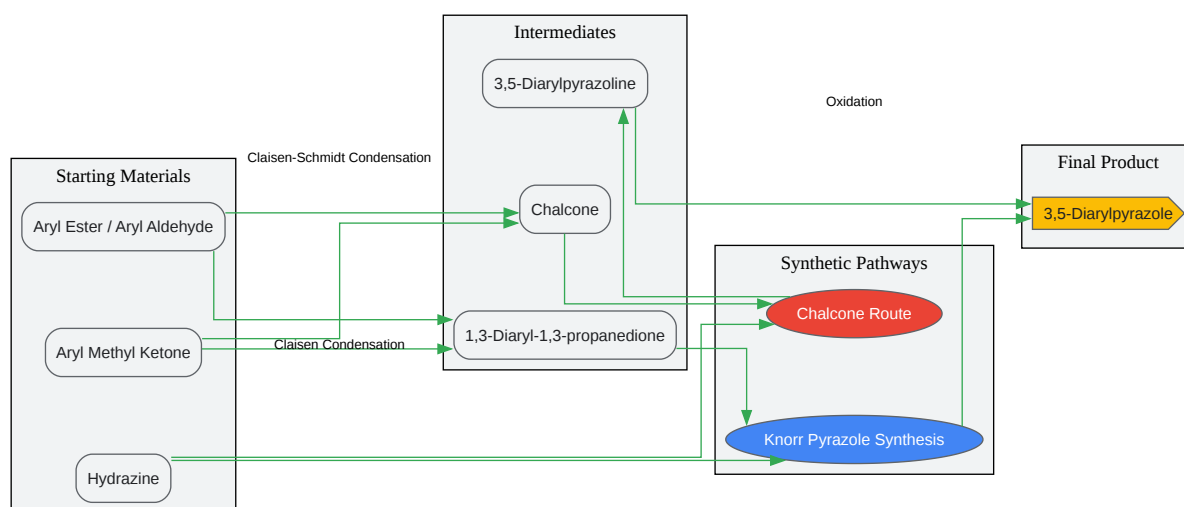 Intermediates
3,5-Diarylpyrazoline
Oxidation
Claisen-Schmidt Condensation
Final Product
Starting Materials
Chalcone
3,5-Diarylpyrazole
Aryl Ester / Aryl Aldehyde
Synthetic Pathways
Chalcone Route
1,3-Diaryl-1,3-propanedione
Claisen Condensation
Aryl Methyl Ketone
Knorr Pyrazole Synthesis
Hydrazine